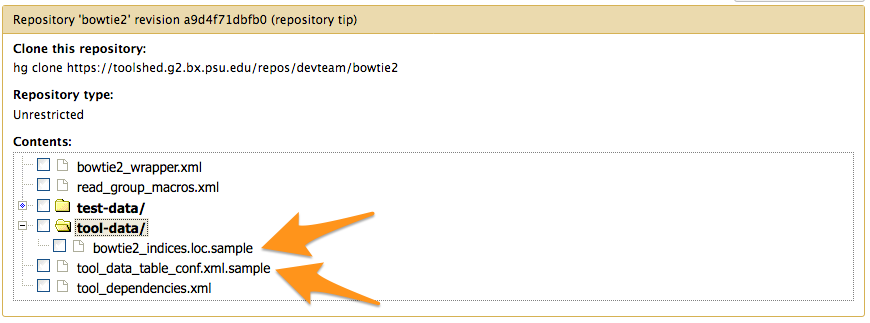 Repository 'bowtie2' revision a9d4f71dbfb0 (repository tip)
Clone this repository:
hg clone https://toolshed.g2.bx.psu.edu/repos/devteam/bowtie2
Repository type:
Unrestricted
Contents:
bowtie2_wrapper.xml
read_group_macros.xml
test-data/
tool-data/
bowtie2_indices.loc.sample
tool_data_table_conf.xml.sample
tool_dependencies.xml